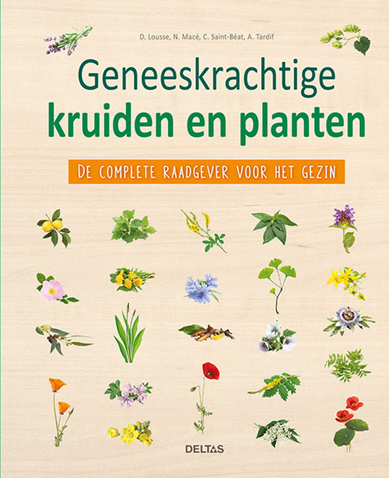 D. Lousse, N. Macé, C. Saint-Béat, A. Tardif
Geneeskrachtige
kruiden en planten
DE COMPLETE RAADGEVER VOOR HET GEZIN
DELTAS